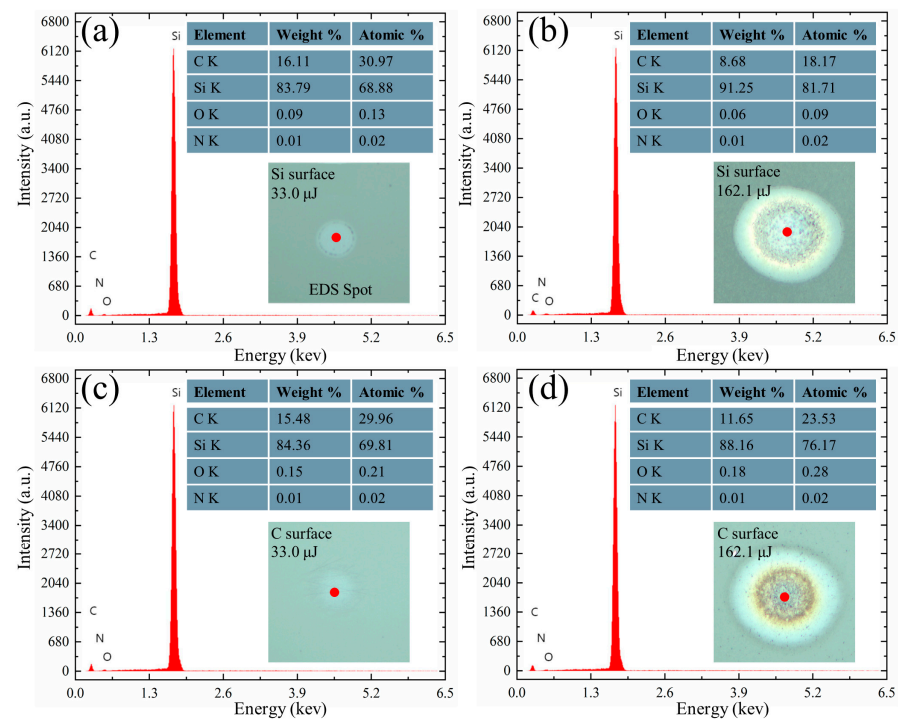 (a)
Intensity (a.u.)
6800
6120
5440
4760
4080
3400
2720
2040
1360
680
0
Si
C
N
O
Element Weight % Atomic %
C K 16.11 30.97
Si K 83.79 68.88
O K 0.09 0.13
N K 0.01 0.02
Si surface
33.0 μJ
EDS Spot
0.0 1.3 2.6 3.9 5.2 6.5
Energy (kev)
(b)
Intensity (a.u.)
6800
6120
5440
4760
4080
3400
2720
2040
1360
680
0
Si
N
C
O
Element Weight % Atomic %
C K 8.68 18.17
Si K 91.25 81.71
O K 0.06 0.09
N K 0.01 0.02
Si surface
162.1 μJ
0.0 1.3 2.6 3.9 5.2 6.5
Energy (kev)
(c)
Intensity (a.u.)
6800
6120
5440
4760
4080
3400
2720
2040
1360
680
0
Si
C
N
O
Element Weight % Atomic %
C K 15.48 29.96
Si K 84.36 69.81
O K 0.15 0.21
N K 0.01 0.02
C surface
33.0 μJ
0.0 1.3 2.6 3.9 5.2 6.5
Energy (kev)
(d)
Intensity (a.u.)
6800
6120
5440
4760
4080
3400
2720
2040
1360
680
0
Si
C
N
O
Element Weight % Atomic %
C K 11.65 23.53
Si K 88.16 76.17
O K 0.18 0.28
N K 0.01 0.02
C surface
162.1 μJ
0.0 1.3 2.6 3.9 5.2 6.5
Energy (kev)